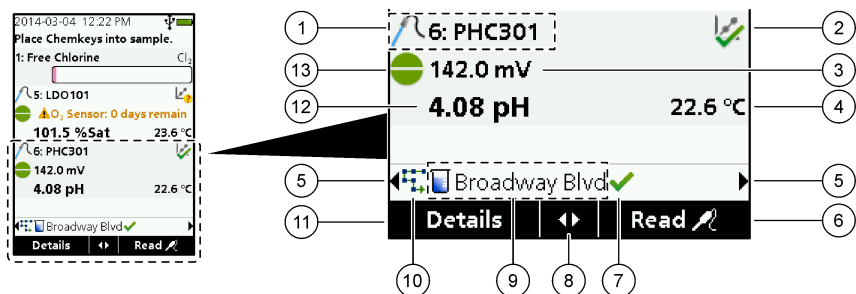 2014-03-04 12:22 PM
Place Chemkeys into sample.
1: Free Chlorine Cl2
5: LDO101
O2 Sensor: 0 days remain
101.5 %Sat 23.6 °C
6: PHC301
142.0 mV
4.08 pH 22.6 °C
Broadway Blvd
Details Read
1 6: PHC301 2
13 142.0 mV 3
12 4.08 pH 22.6 °C 4
5 Broadway Blvd 5
11 Details Read 6
10 9 8 7